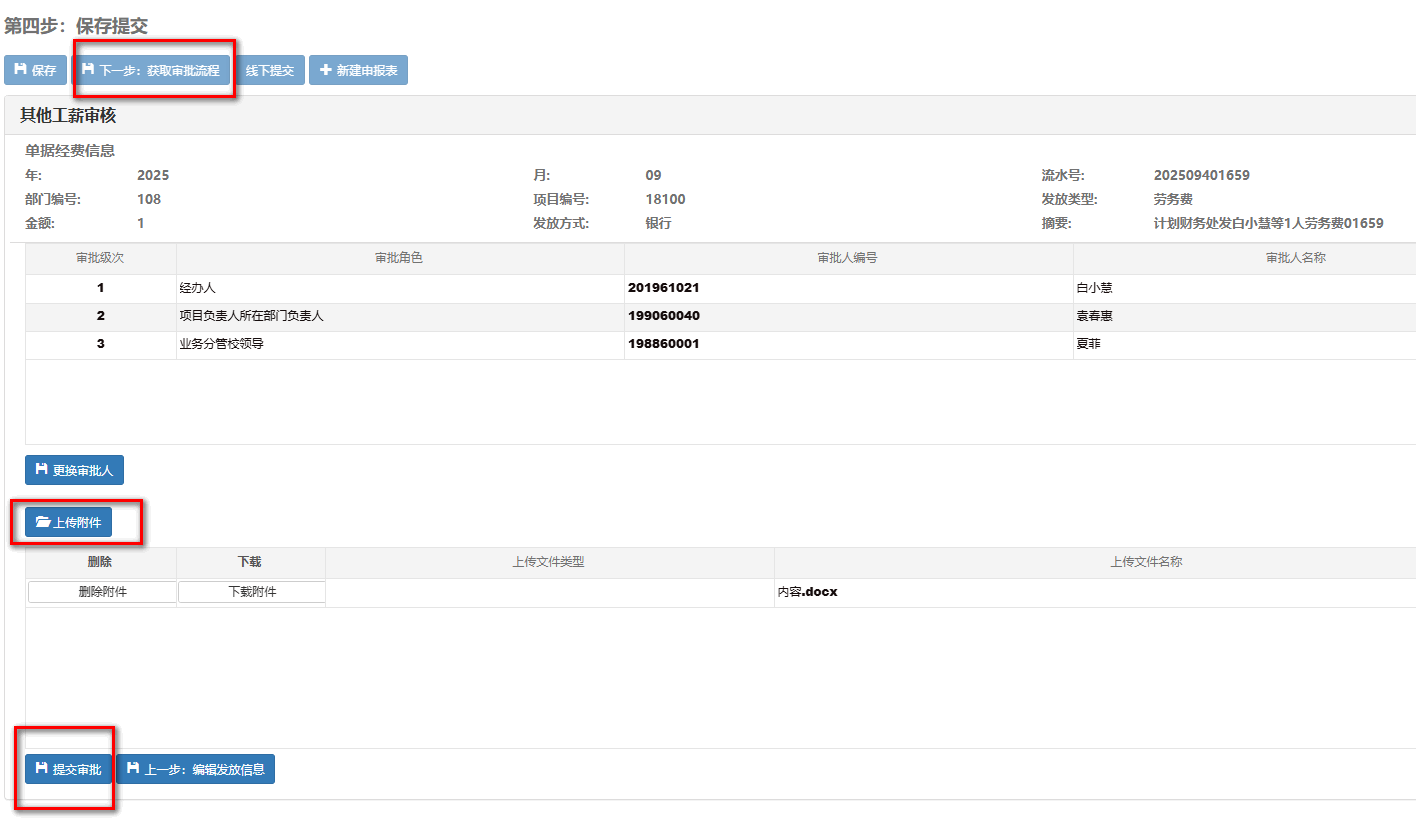 第四步：保存提交
保存 下一步：获取审批流程 线下提交 新建申报表
其他工薪审核
单据经费信息
年: 2025 月: 09 流水号: 202509401659
部门编号: 108 项目编号: 18100 发放类型: 劳务费
金额: 1 发放方式: 银行 摘要: 计划财务处发白小慧等1人劳务费01659
审批级次 审批角色 审批人编号 审批人名称
1 经办人 201961021 白小慧
2 项目负责人所在部门负责人 199060040 袁春惠
3 业务分管校领导 198860001 夏菲
更换审批人
上传附件
删除 下载 上传文件类型 上传文件名称
删除附件 下载附件 内容.docx
提交审批 上一步：编辑发放信息